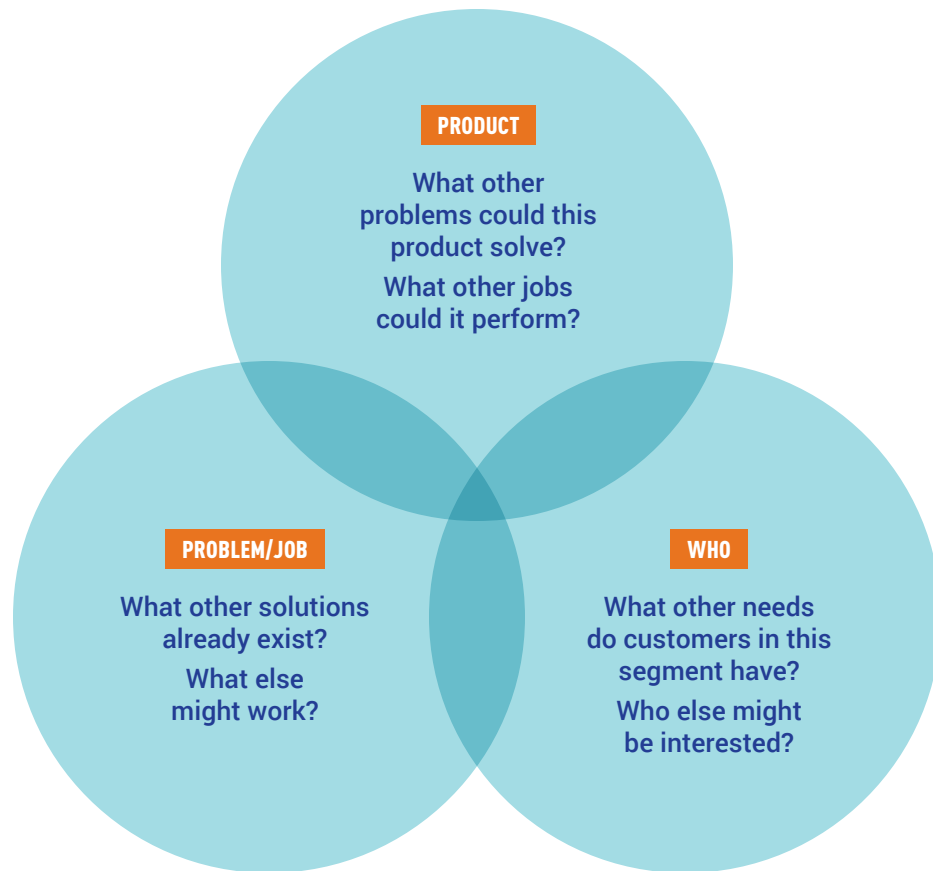 PRODUCT
What other
problems could this
product solve?
What other jobs
could it perform?
PROBLEM/JOB
What other solutions
already exist?
What else
might work?
WHO
What other needs
do customers in this
segment have?
Who else might
be interested?